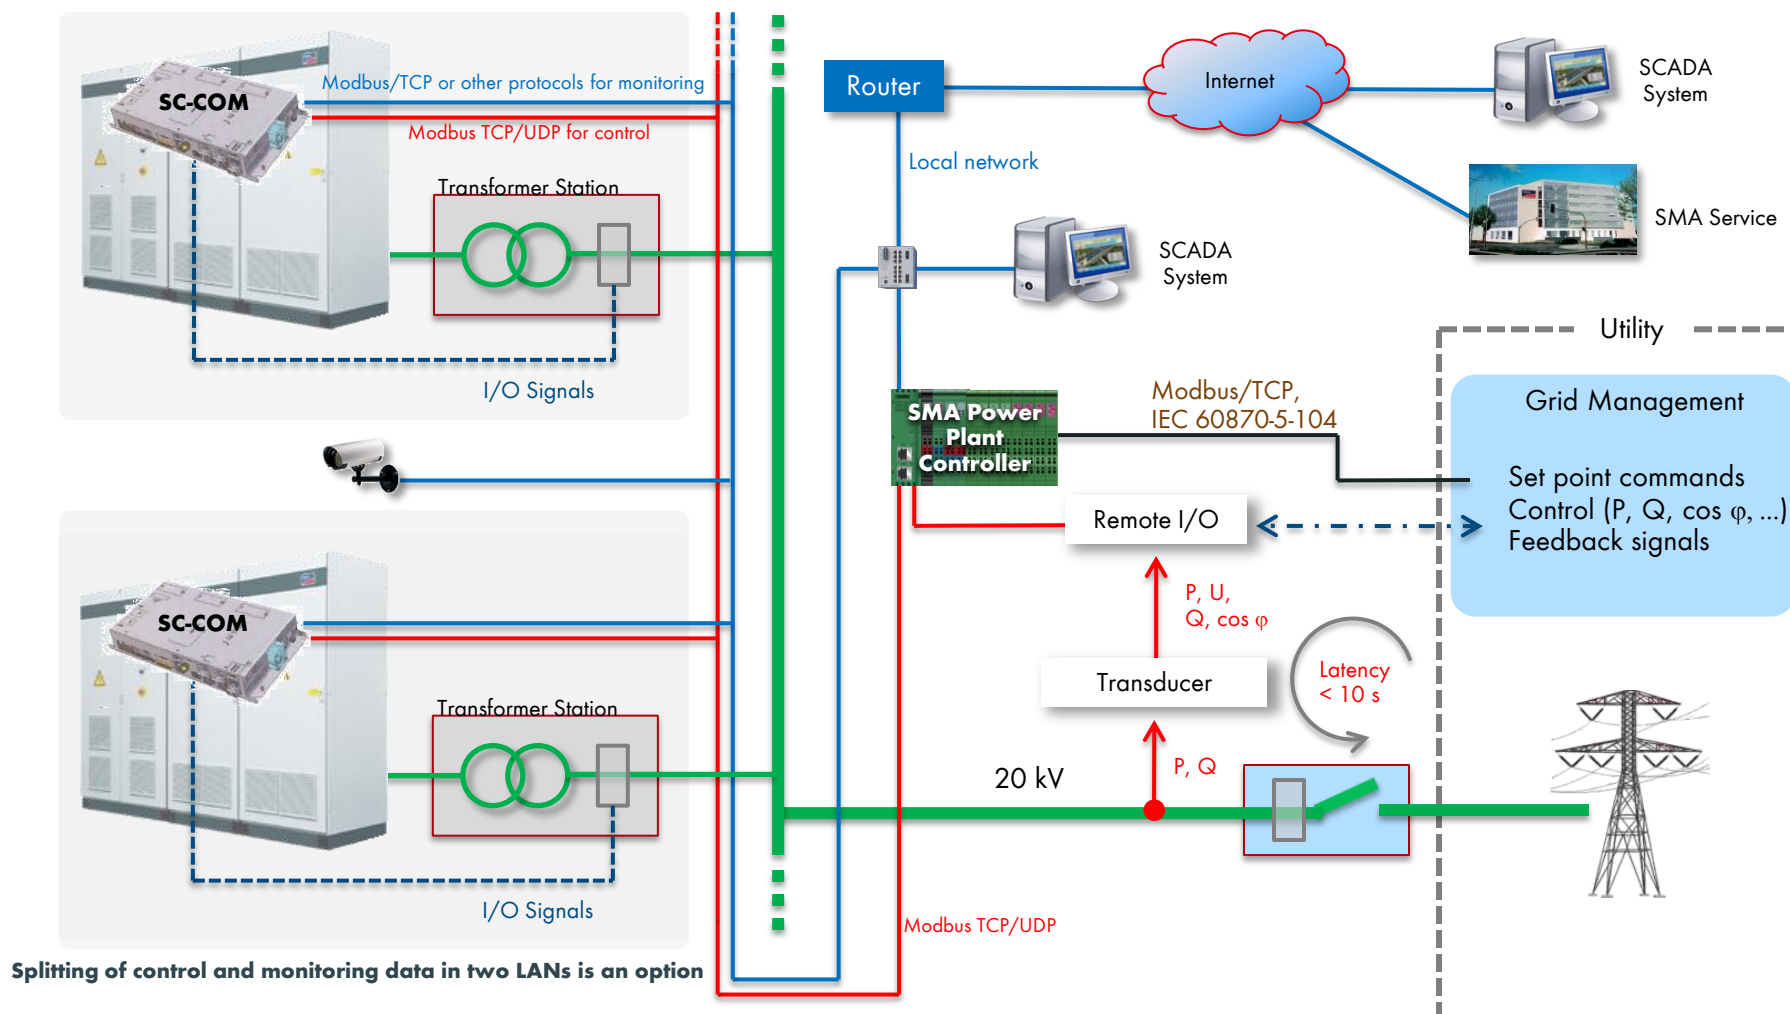 SC-COM
Modbus/TCP or other protocols for monitoring
Modbus TCP/UDP for control
Transformer Station
I/O Signals
Router
Internet
SCADA
System
Local network
SMA Service
SCADA
System
Utility
SMA Power
Plant
Controller
Modbus/TCP,
IEC 60870-5-104
Grid Management
Set point commands
Control (P, Q, cos φ, ...)
Feedback signals
Remote I/O
P, U,
Q, cos φ
Transducer
Latency
< 10 s
P, Q
20 kV
SC-COM
Transformer Station
I/O Signals
Modbus TCP/UDP
Splitting of control and monitoring data in two LANs is an option